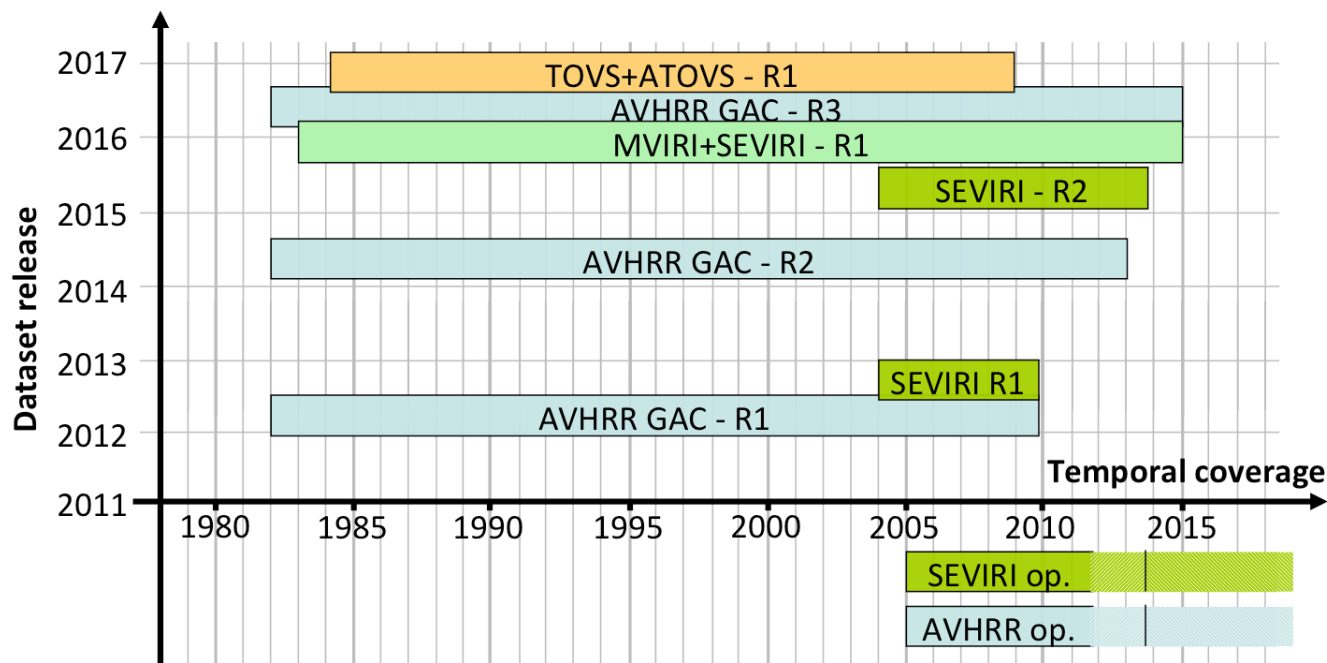 2017
TOVS+ATOVS - R1
AVHRR GAC - R3
2016
MVIRI+SEVIRI - R1
SEVIRI - R2
2015
AVHRR GAC - R2
2014
2013
SEVIRI R1
AVHRR GAC - R1
2012
Dataset release
Temporal coverage
2011
1980 1985 1990 1995 2000 2005 2010 2015
SEVIRI op.
AVHRR op.